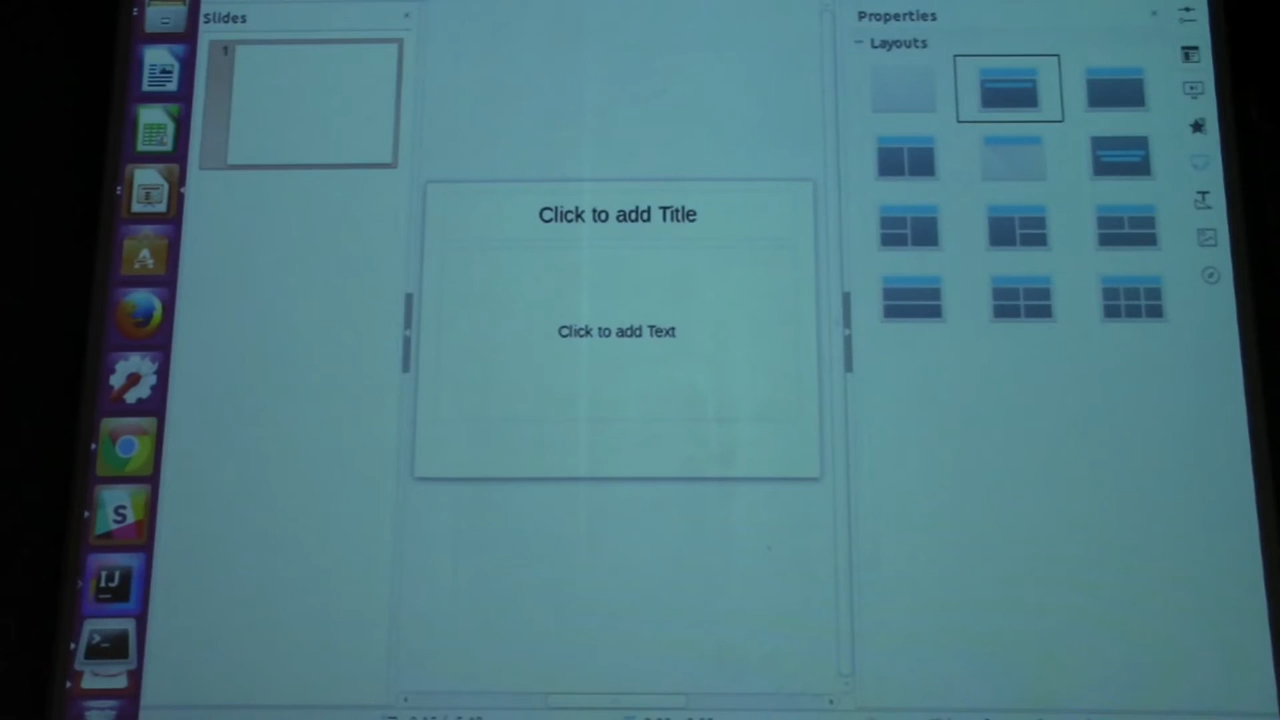 Slides
1
Click to add Title
Click to add Text
Properties
Layouts
A
S
IJ
>_